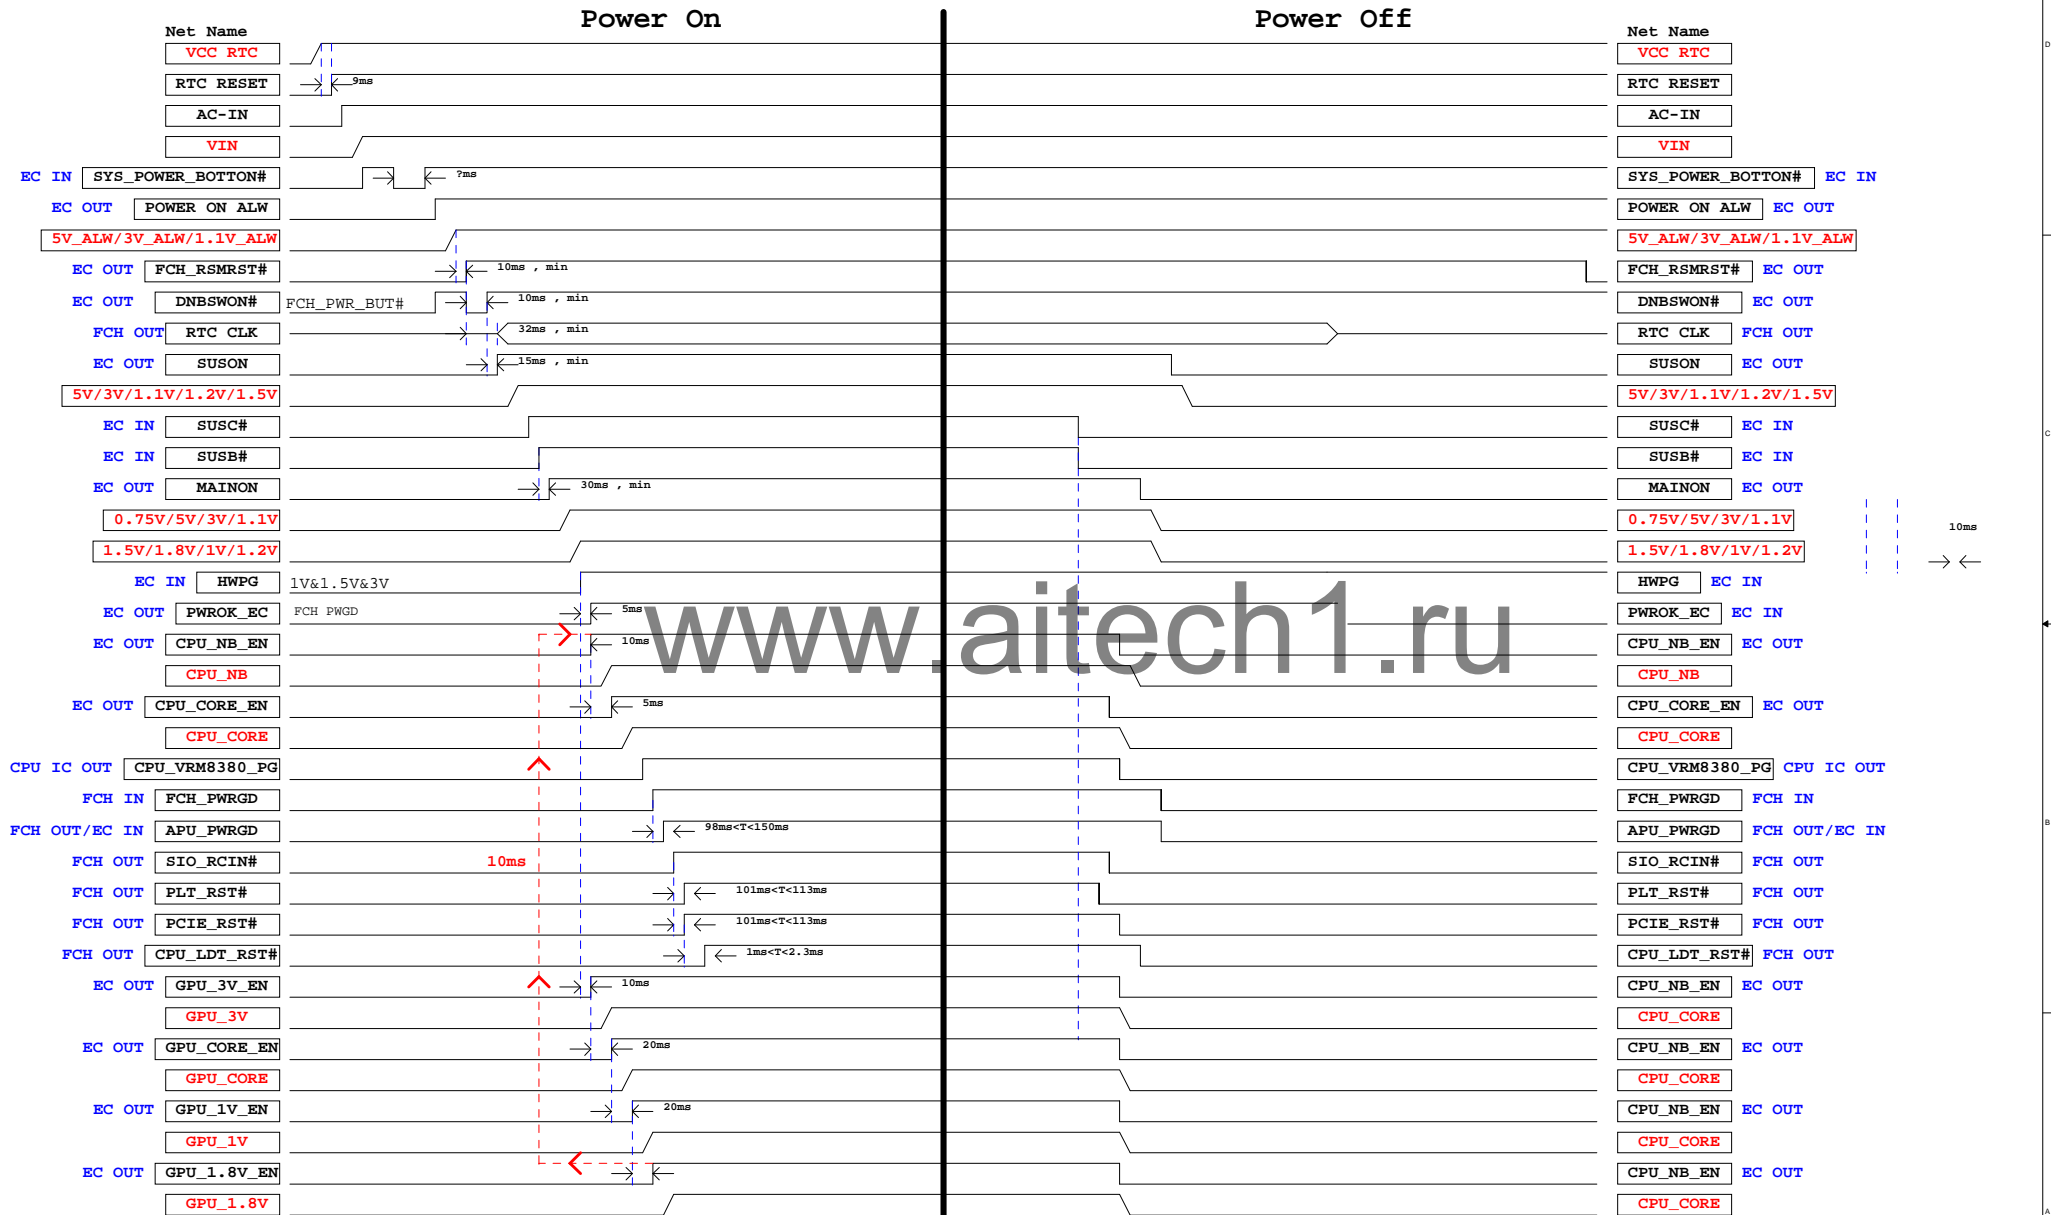 Power On Power Off
Net Name Net Name
VCC RTC VCC RTC
RTC RESET 9ms RTC RESET
AC-IN AC-IN
VIN VIN
EC IN SYS_POWER_BOTTON# ?ms SYS_POWER_BOTTON# EC IN
EC OUT POWER ON ALW POWER ON ALW EC OUT
5V_ALW/3V_ALW/1.1V_ALW 5V_ALW/3V_ALW/1.1V_ALW
EC OUT FCH_RSMRST# 10ms , min FCH_RSMRST# EC OUT
EC OUT DNBSWON# FCH_PWR_BUT# 10ms , min DNBSWON# EC OUT
FCH OUT RTC CLK 32ms , min RTC CLK FCH OUT
EC OUT SUSON 15ms , min SUSON EC OUT
5V/3V/1.1V/1.2V/1.5V 5V/3V/1.1V/1.2V/1.5V
EC IN SUSC# SUSC# EC IN
EC IN SUSB# SUSB# EC IN
EC OUT MAINON 30ms , min MAINON EC OUT
0.75V/5V/3V/1.1V 0.75V/5V/3V/1.1V 10ms
1.5V/1.8V/1V/1.2V 1.5V/1.8V/1V/1.2V
EC IN HWPG 1V&1.5V&3V HWPG EC IN
EC OUT PWROK_EC FCH PWGD 5ms PWROK_EC EC IN
www.aitech1.ru
EC OUT CPU_NB_EN 10ms CPU_NB_EN EC OUT
CPU_NB CPU_NB
EC OUT CPU_CORE_EN 5ms CPU_CORE_EN EC OUT
CPU_CORE CPU_CORE
CPU IC OUT CPU_VRM8380_PG CPU_VRM8380_PG CPU IC OUT
FCH IN FCH_PWRGD FCH_PWRGD FCH IN
FCH OUT/EC IN APU_PWRGD 98ms<T<150ms APU_PWRGD FCH OUT/EC IN
FCH OUT SIO_RCIN# 10ms SIO_RCIN# FCH OUT
FCH OUT PLT_RST# 101ms<T<113ms PLT_RST# FCH OUT
FCH OUT PCIE_RST# 101ms<T<113ms PCIE_RST# FCH OUT
FCH OUT CPU_LDT_RST# 1ms<T<2.3ms CPU_LDT_RST# FCH OUT
EC OUT GPU_3V_EN 10ms CPU_NB_EN EC OUT
GPU_3V CPU_CORE
EC OUT GPU_CORE_EN 20ms CPU_NB_EN EC OUT
GPU_CORE CPU_CORE
EC OUT GPU_1V_EN 20ms CPU_NB_EN EC OUT
GPU_1V CPU_CORE
EC OUT GPU_1.8V_EN CPU_NB_EN EC OUT
GPU_1.8V CPU_CORE
D
C
B
A